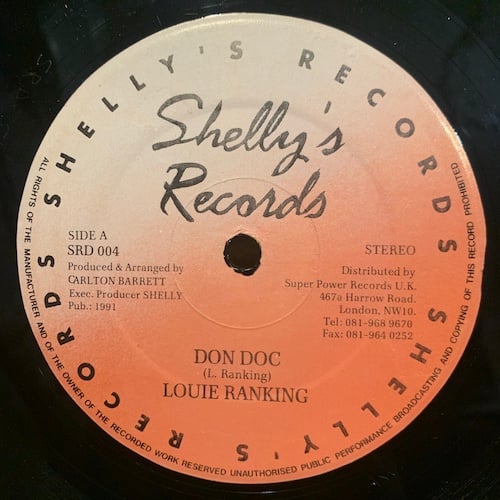 SHELLY'S RECORDS SHELLY'S RECORDS
Shelly's
Records
SIDE A
SRD 004
Produced & Arranged by
CARLTON BARRETT
Exec. Producer SHELLY
Pub.: 1991
STEREO
Distributed by
Super Power Records U.K.
467a Harrow Road.
London, NW10.
Tel: 081-968 9670
Fax: 081-964 0252
DON DOC
(L. Ranking)
LOUIE RANKING
ALL RIGHTS OF THE MANUFACTURER AND OF THE OWNER OF THE RECORDED WORK RESERVED UNAUTHORISED PUBLIC PERFORMANCE BROADCASTING AND COPYING OF THIS RECORD PROHIBITED